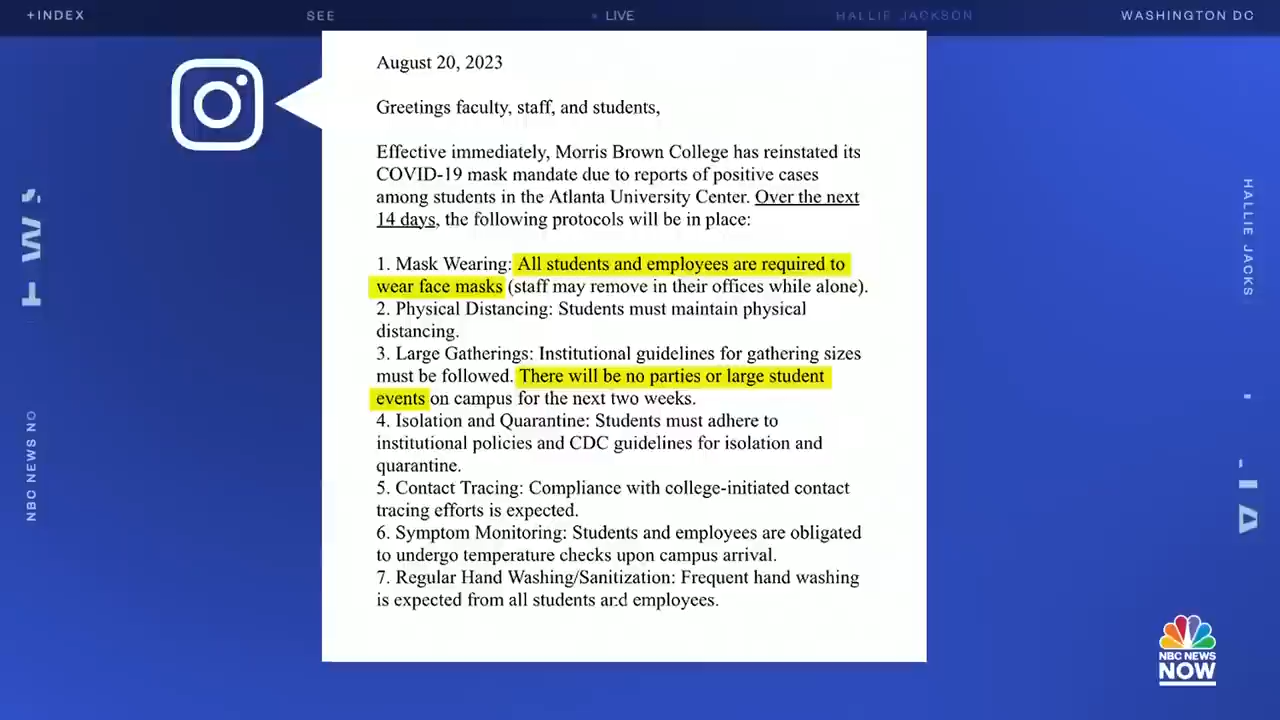 +INDEX
SEE
LIVE
HALLIE JACKSON
WASHINGTON DC
August 20, 2023
Greetings faculty, staff, and students,
Effective immediately, Morris Brown College has reinstated its
COVID-19 mask mandate due to reports of positive cases
among students in the Atlanta University Center. Over the next
14 days, the following protocols will be in place:
1. Mask Wearing: All students and employees are required to
wear face masks (staff may remove in their offices while alone).
2. Physical Distancing: Students must maintain physical
distancing.
3. Large Gatherings: Institutional guidelines for gathering sizes
must be followed. There will be no parties or large student
events on campus for the next two weeks.
4. Isolation and Quarantine: Students must adhere to
institutional policies and CDC guidelines for isolation and
quarantine.
5. Contact Tracing: Compliance with college-initiated contact
tracing efforts is expected.
6. Symptom Monitoring: Students and employees are obligated
to undergo temperature checks upon campus arrival.
7. Regular Hand Washing/Sanitization: Frequent hand washing
is expected from all students and employees.
NBC NEWS NO
HALLIE JACKS
NBC NEWS
NOW